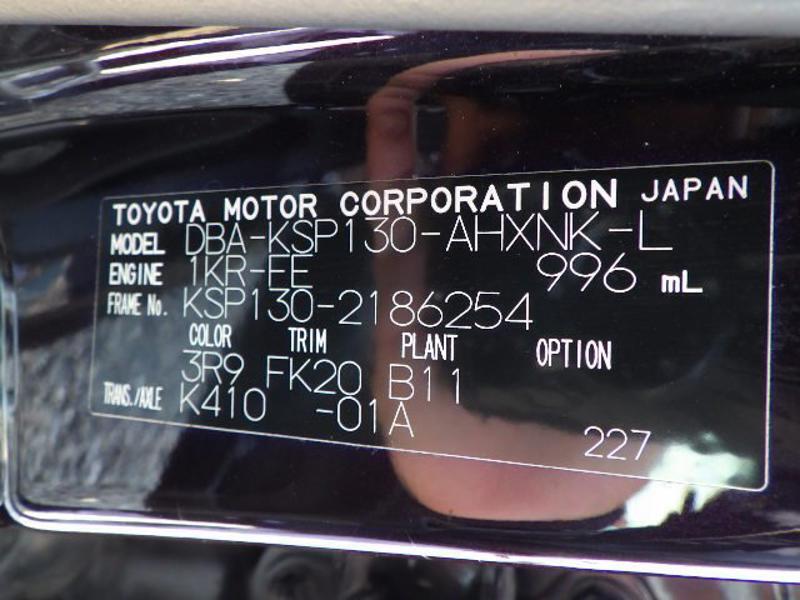 TOYOTA MOTOR CORPORATION JAPAN
MODEL DBA-KSP130-AHXNK-L
ENGINE 1KR-FE 996 mL
FRAME No. KSP130-2186254
COLOR TRIM PLANT OPTION
3R9 FK20 B11
TRANS./AXLE K410 -01A
227